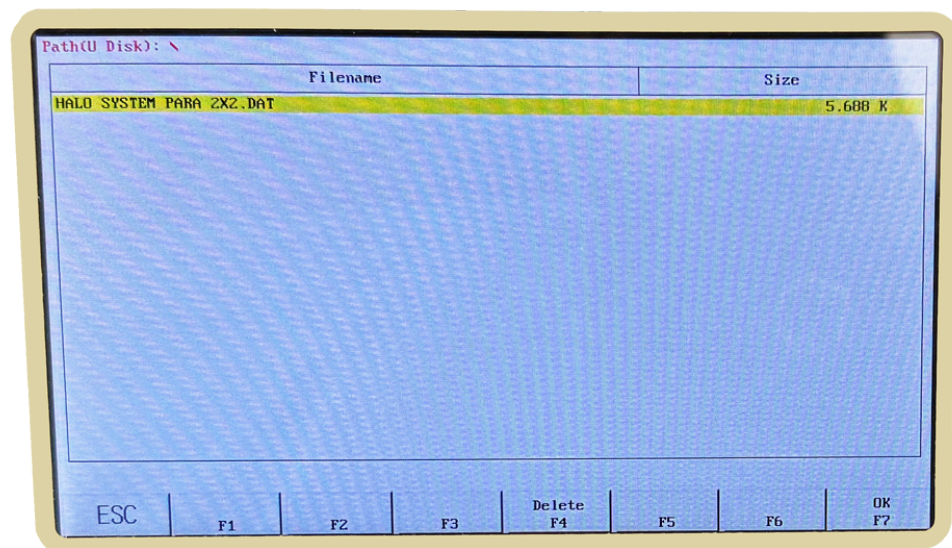 Path(U Disk): \
Filename Size
HALO SYSTEM PARA 2X2.DAT 5.688 K
ESC F1 F2 F3 Delete F4 F5 F6 OK F7